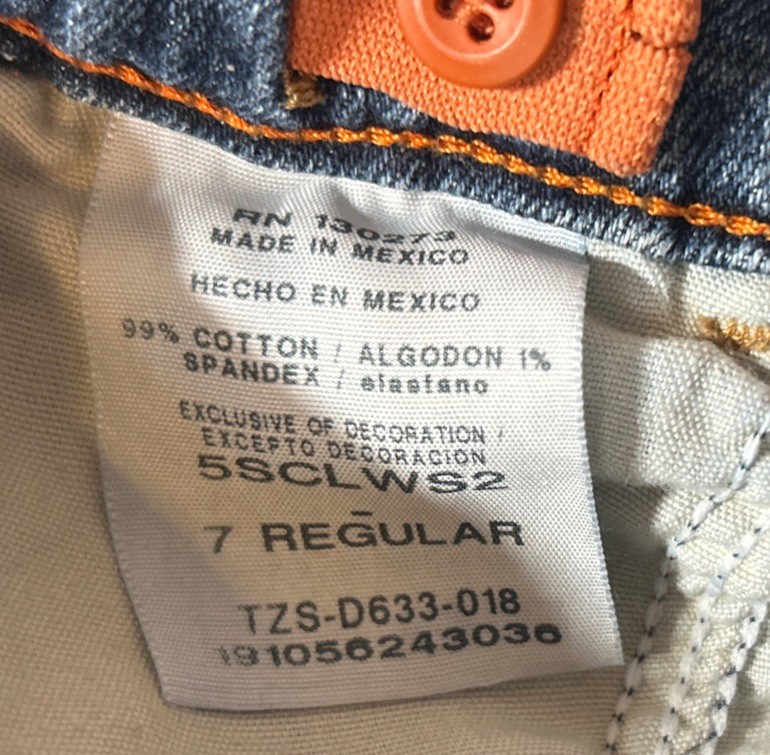 RN 130273
MADE IN MEXICO
HECHO EN MEXICO
99% COTTON / ALGODON 1%
SPANDEX / elastano
EXCLUSIVE OF DECORATION /
EXCEPTO DECORACION
5SCLWS2
7 REGULAR
TZS-D633-018
191056243036